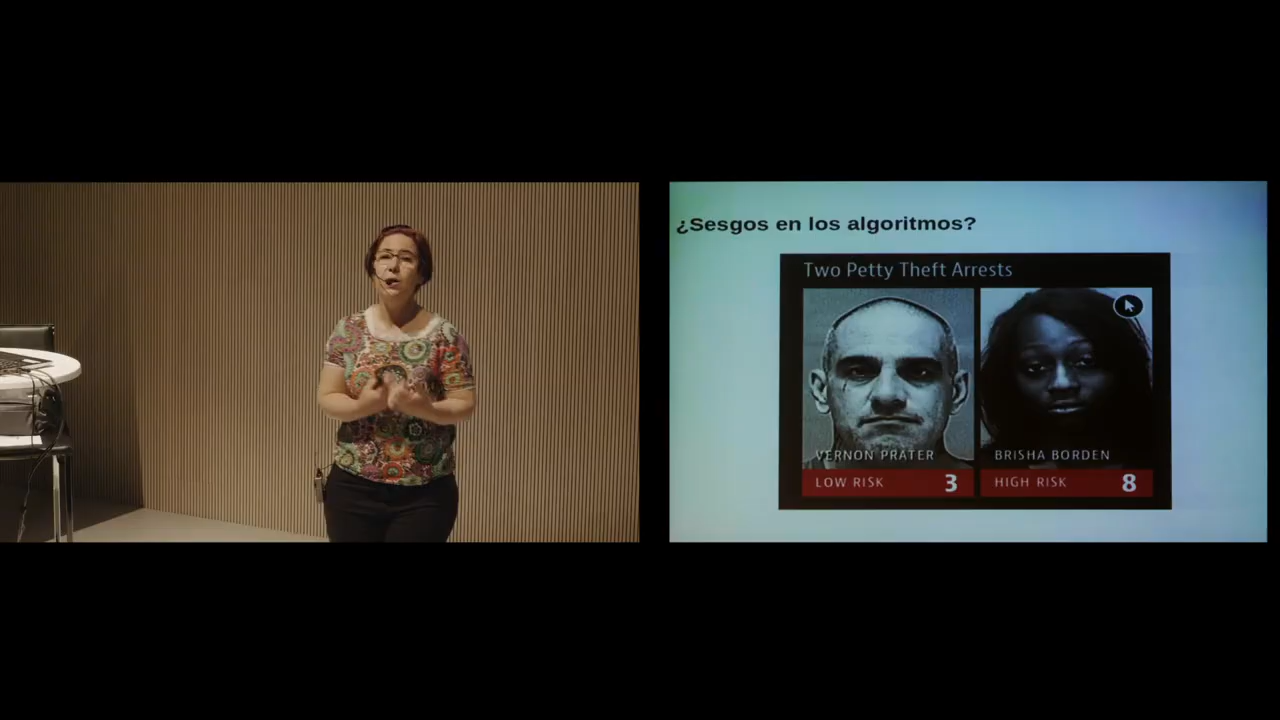 ¿Sesgos en los algoritmos?
Two Petty Theft Arrests
VERNON PRATER
LOW RISK 3
BRISHA BORDEN
HIGH RISK 8